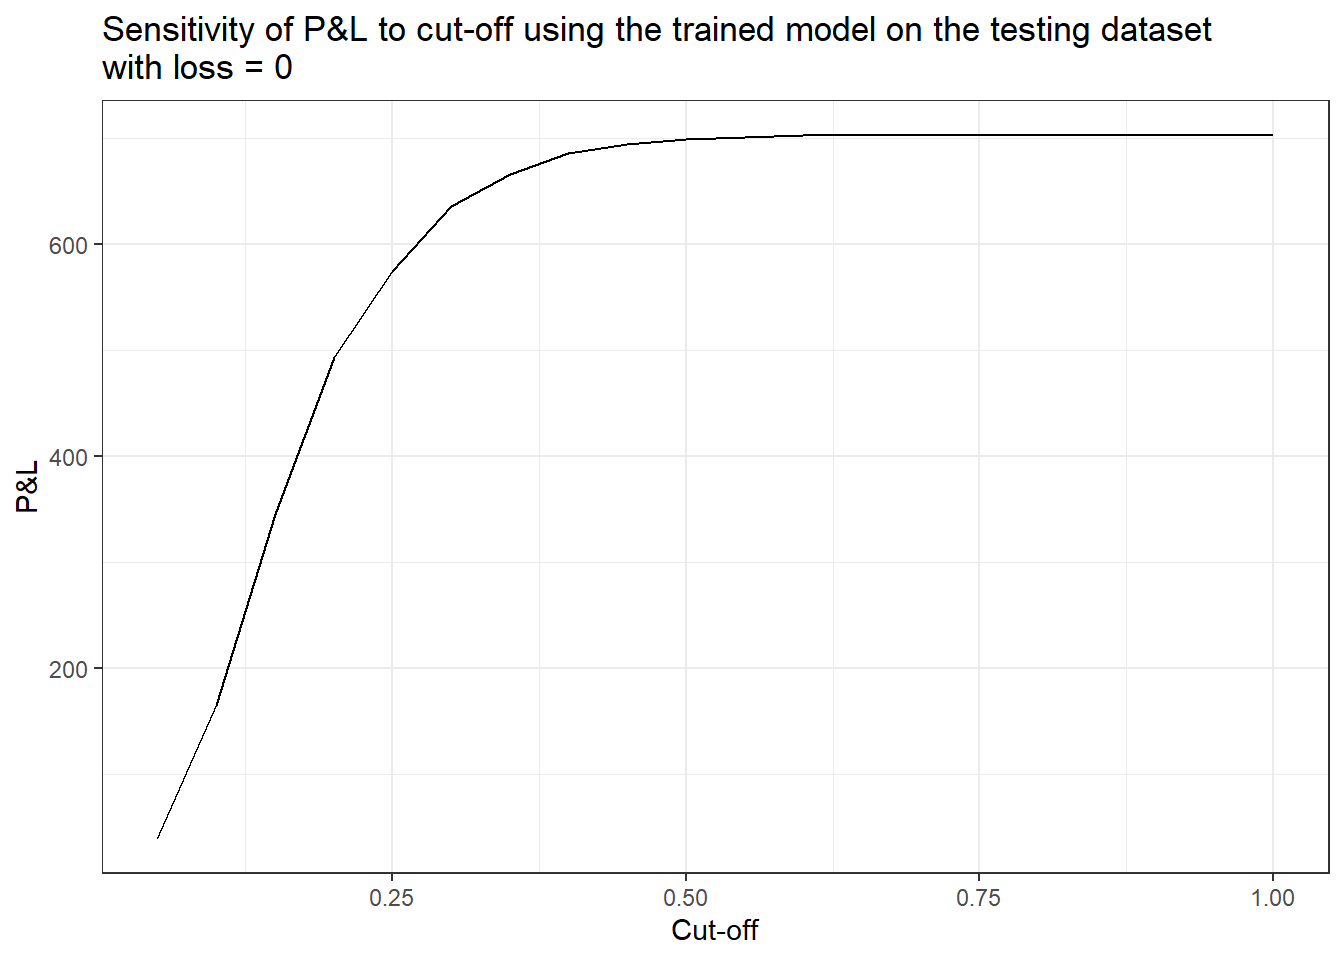 Sensitivity of P&L to cut-off using the trained model on the testing dataset
with loss = 0
P&L
600
400
200
0.25
0.50
0.75
1.00
Cut-off